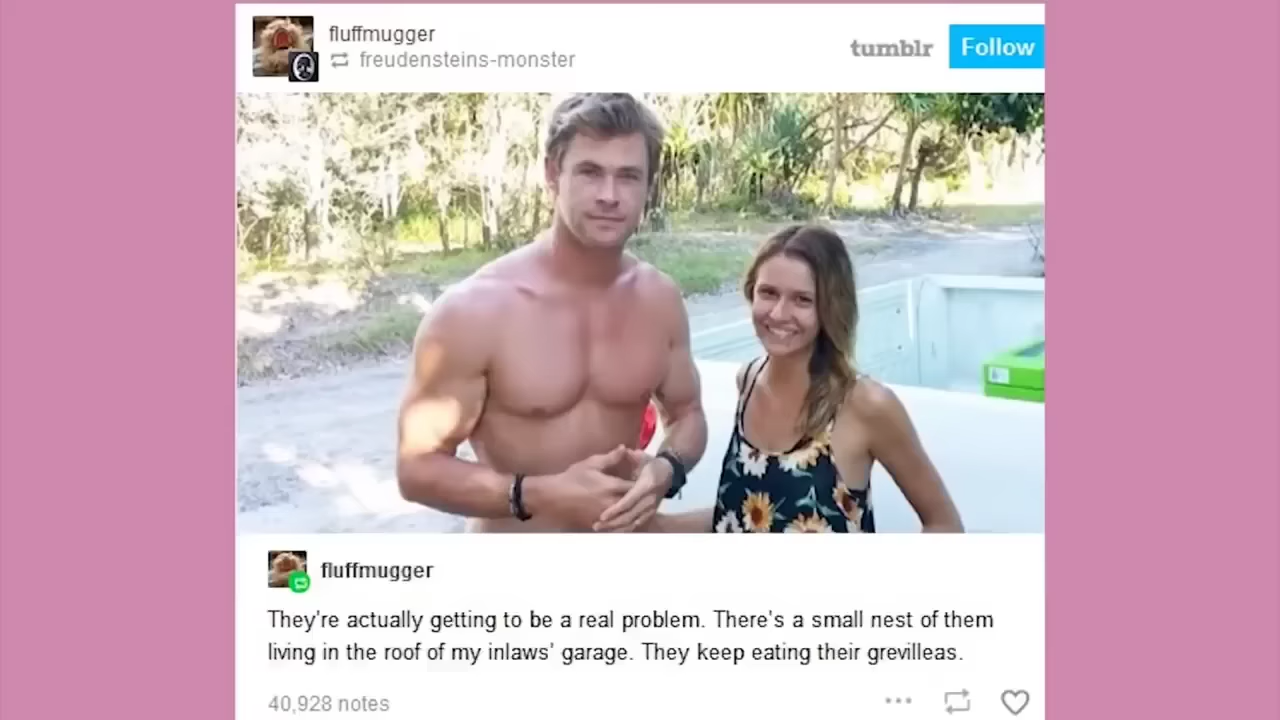 fluffmugger
freudensteins-monster
tumblr
Follow
fluffmugger
They're actually getting to be a real problem. There's a small nest of them
living in the roof of my inlaws' garage. They keep eating their grevilleas.
40,928 notes